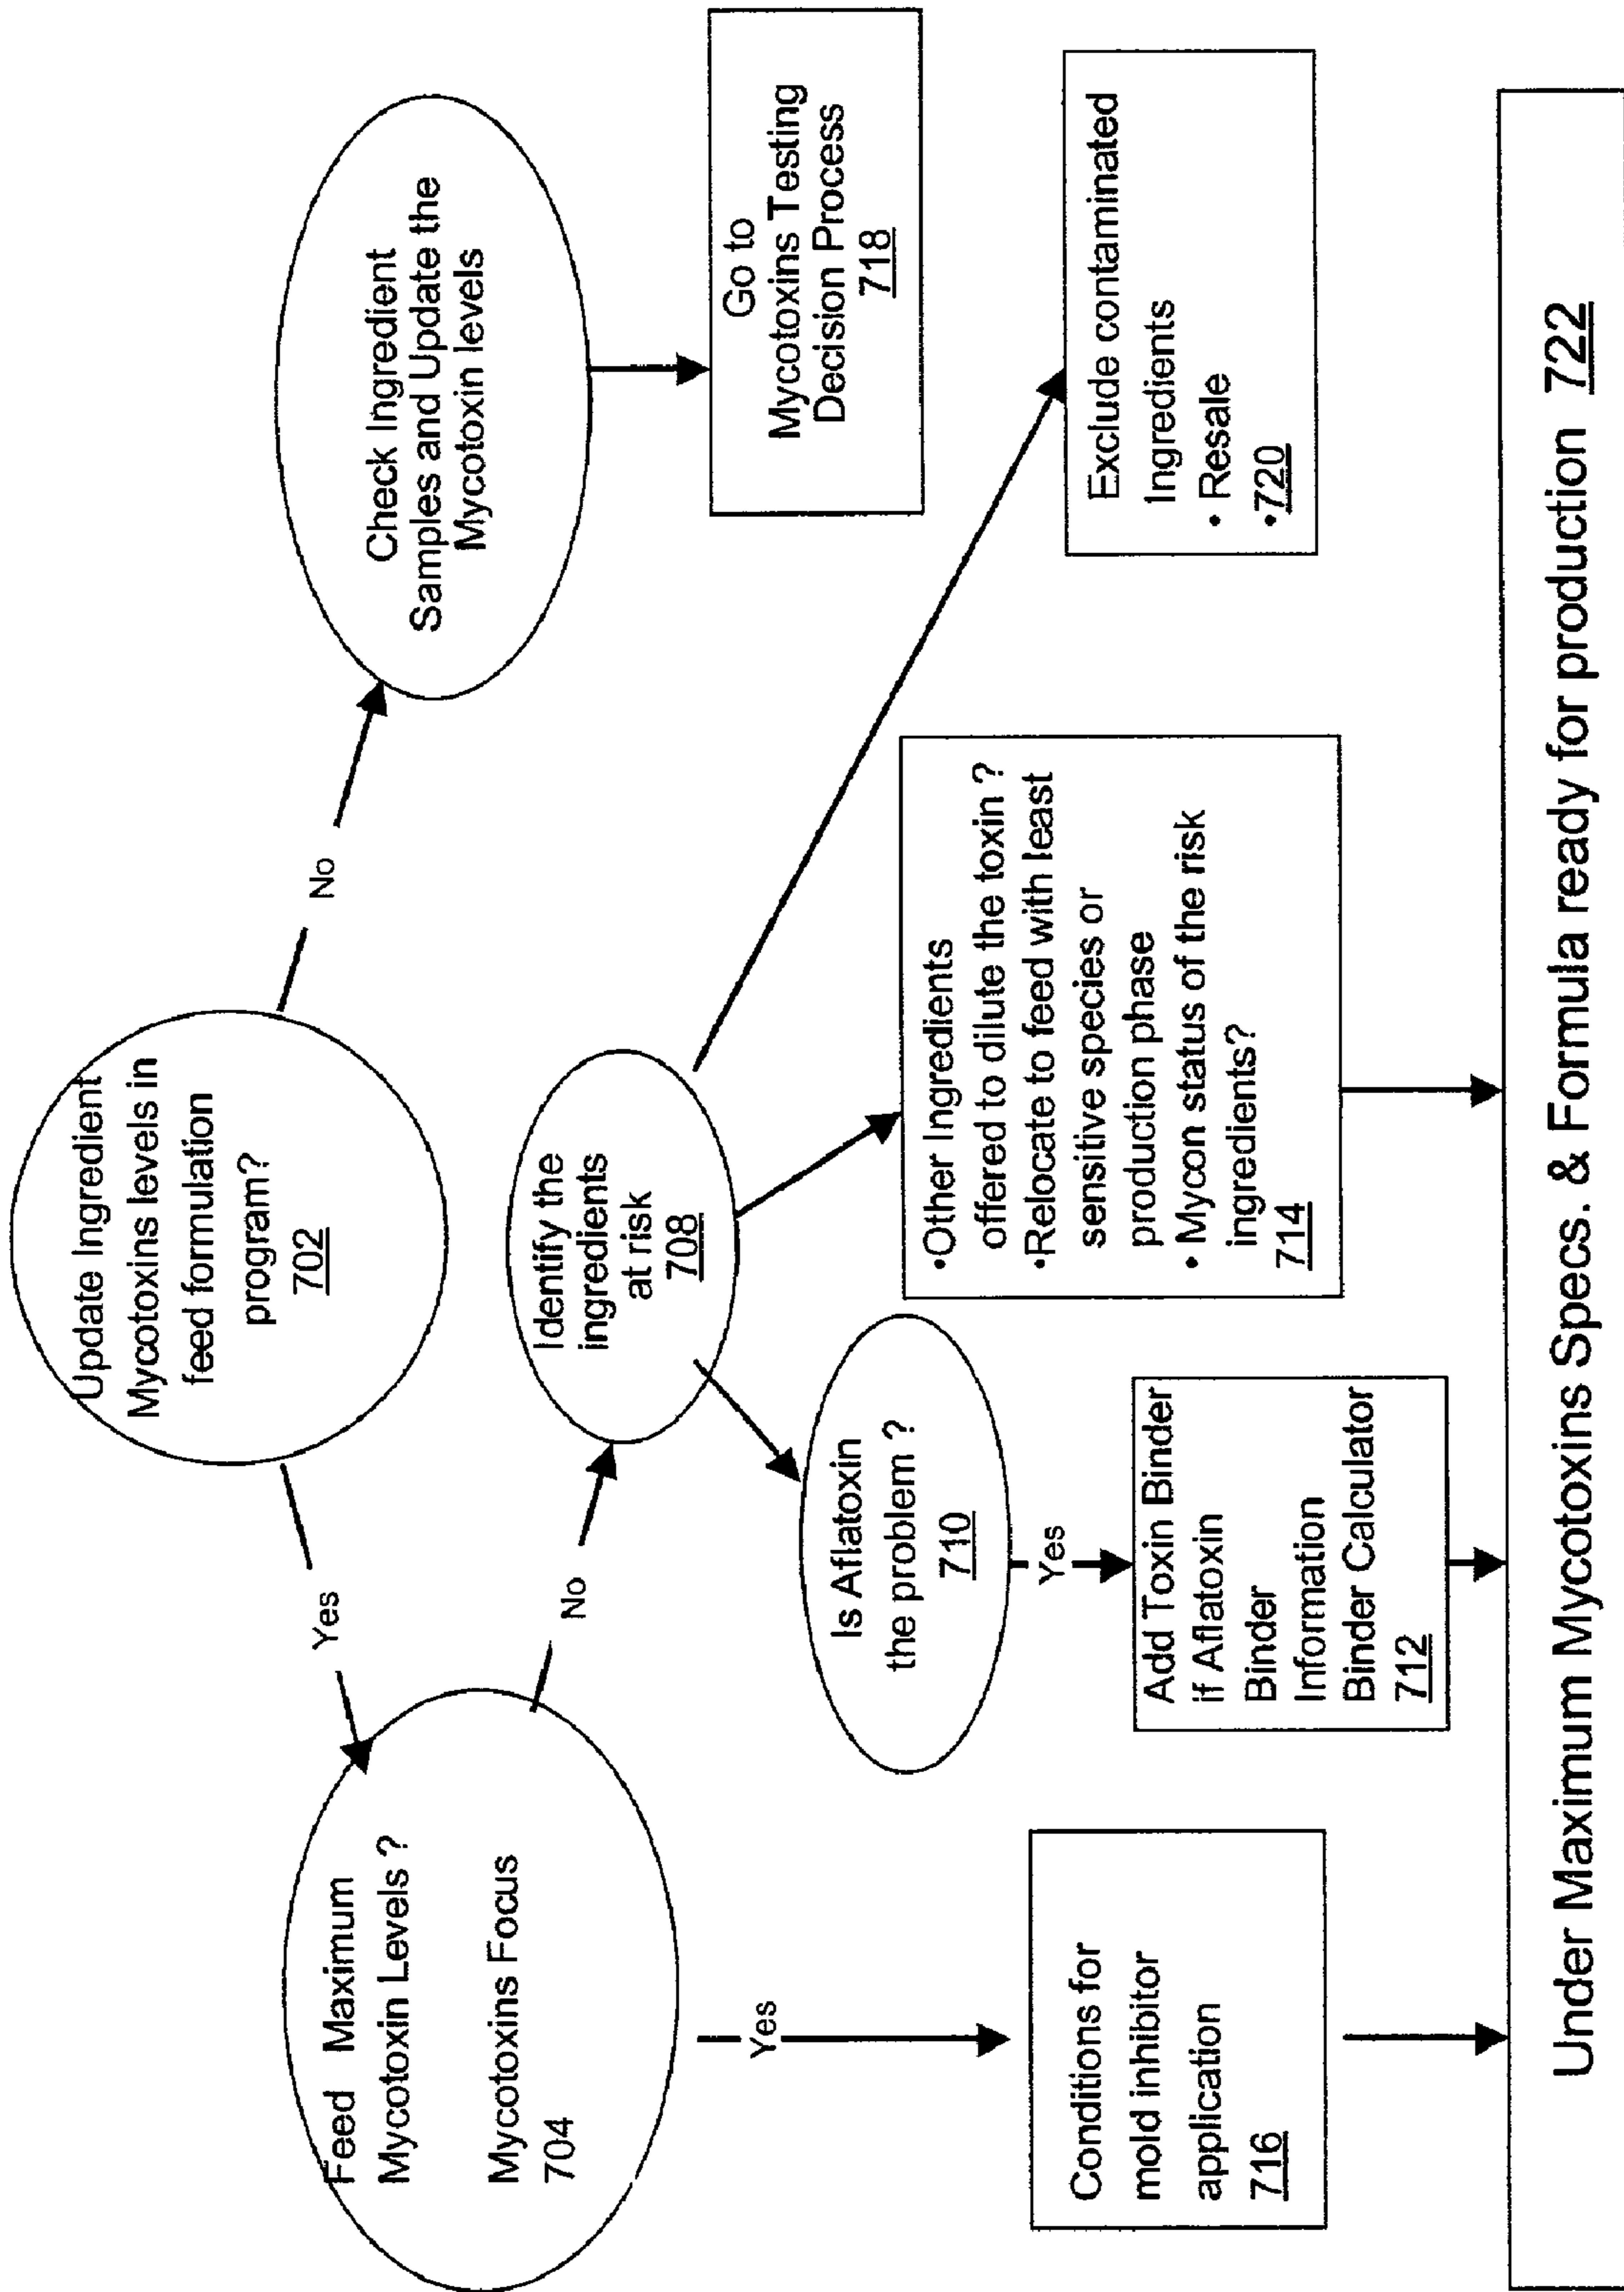 Update Ingredient
Mycotoxins levels in
feed formulation
program?
702
Yes
No
Feed Maximum
Mycotoxin Levels ?
Mycotoxins Focus
704
Check Ingredient
Samples and Update the
Mycotoxin levels
No
Identify the
ingredients
at risk
708
Go to
Mycotoxins Testing
Decision Process
718
Yes
Is Aflatoxin
the problem ?
710
Yes
•Other Ingredients
offered to dilute the toxin ?
•Relocate to feed with least
sensitive species or
production phase
• Mycon status of the risk
ingredients?
714
Exclude contaminated
Ingredients
• Resale
•720
Conditions for
mold inhibitor
application
716
Add Toxin Binder
if Aflatoxin
Binder
Information
Binder Calculator
712
Under Maximum Mycotoxins Specs. & Formula ready for production 722